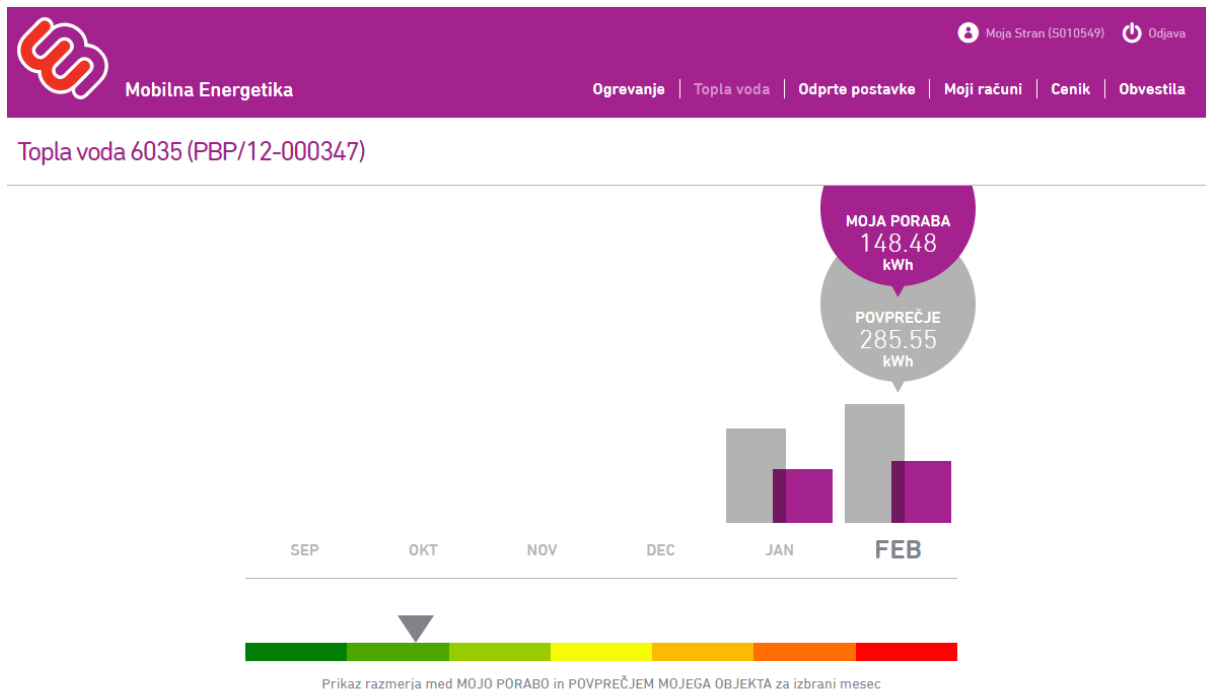 Moja Stran (S010549)
Odjava
Mobilna Energetika
Ogrevanje
Topla voda
Odprte postavke
Moji računi
Cenik
Obvestila
Topla voda 6035 (PBP/12-000347)
MOJA PORABA
148.48
kWh
POVPREČJE
285.55
kWh
SEP
OKT
NOV
DEC
JAN
FEB
Prikaz razmerja med MOJO PORABO in POVPREČJEM MOJEGA OBJEKTA za izbrani mesec